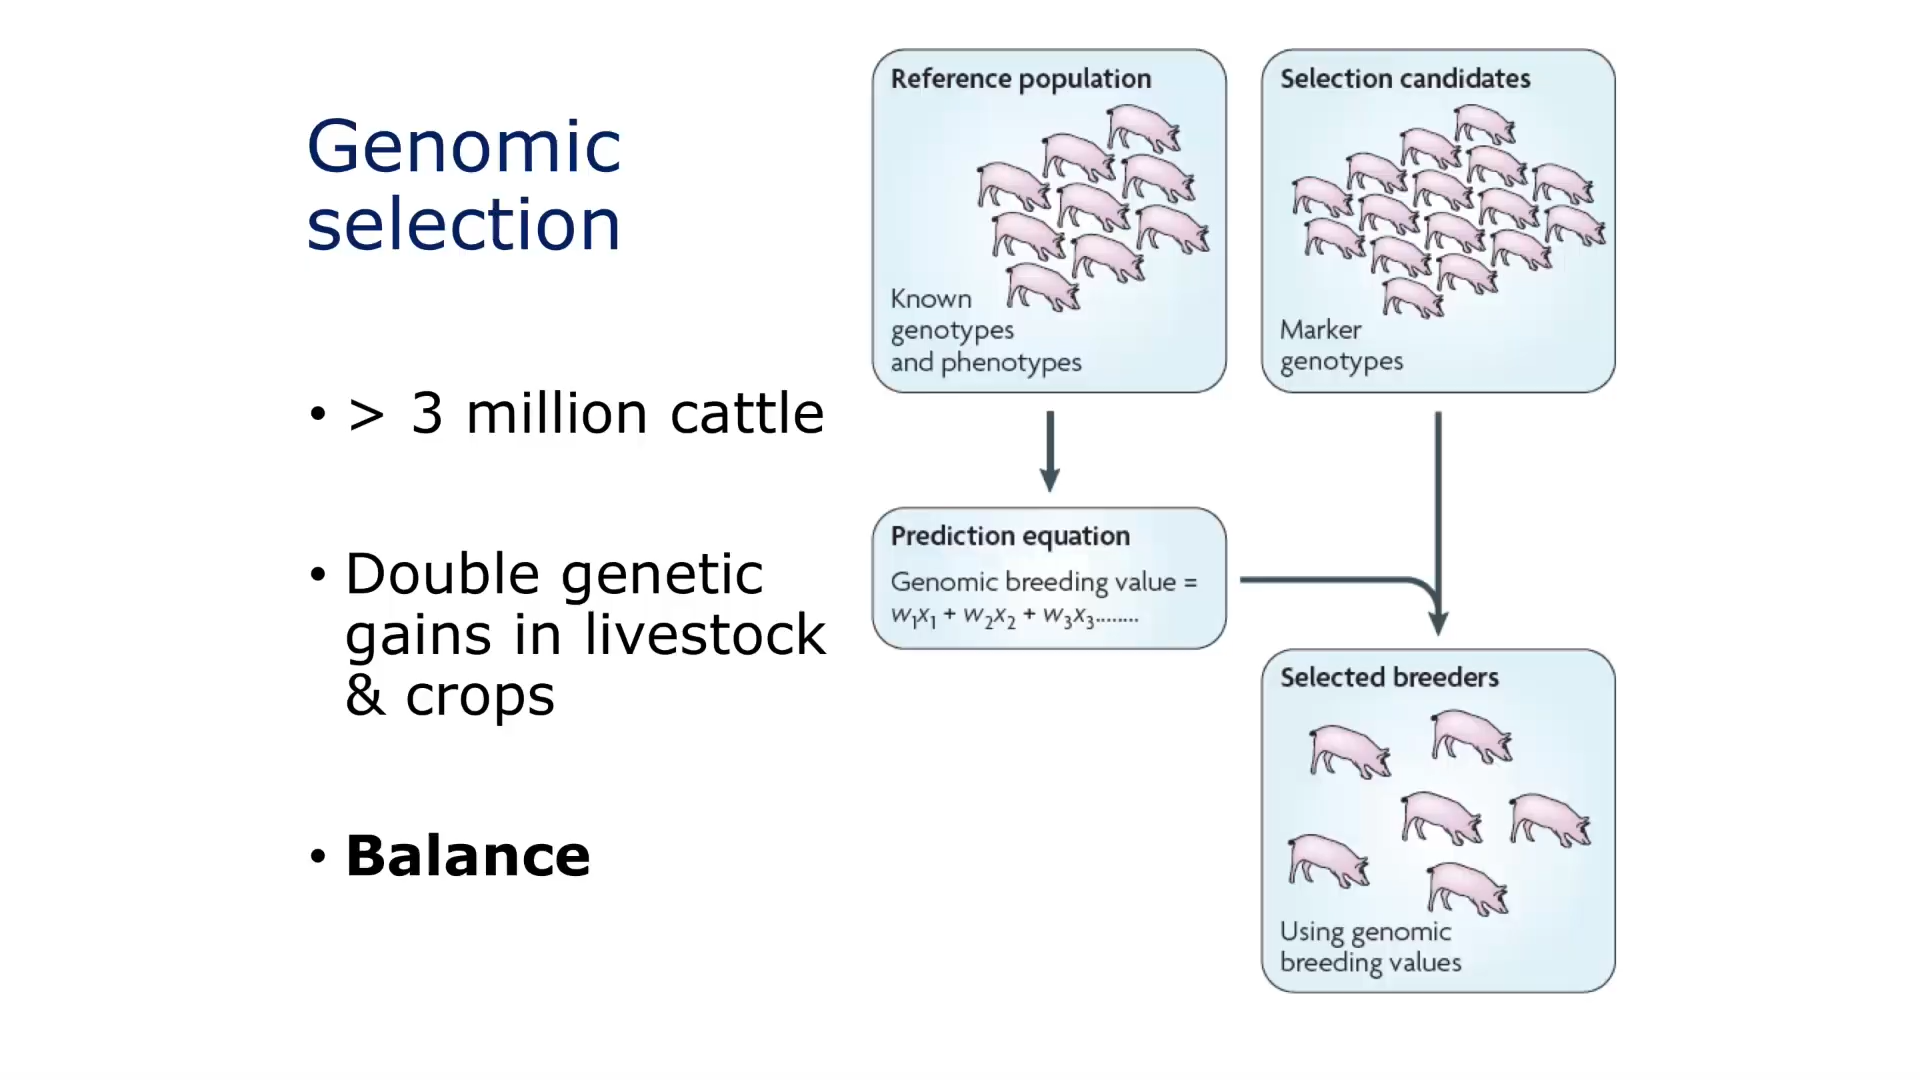 Genomic
selection
• > 3 million cattle
• Double genetic
gains in livestock
& crops
• Balance
Reference population
Known
genotypes
and phenotypes
Selection candidates
Marker
genotypes
Prediction equation
Genomic breeding value =
w₁x₁ + w₂x₂ + w₃x₃........
Selected breeders
Using genomic
breeding values